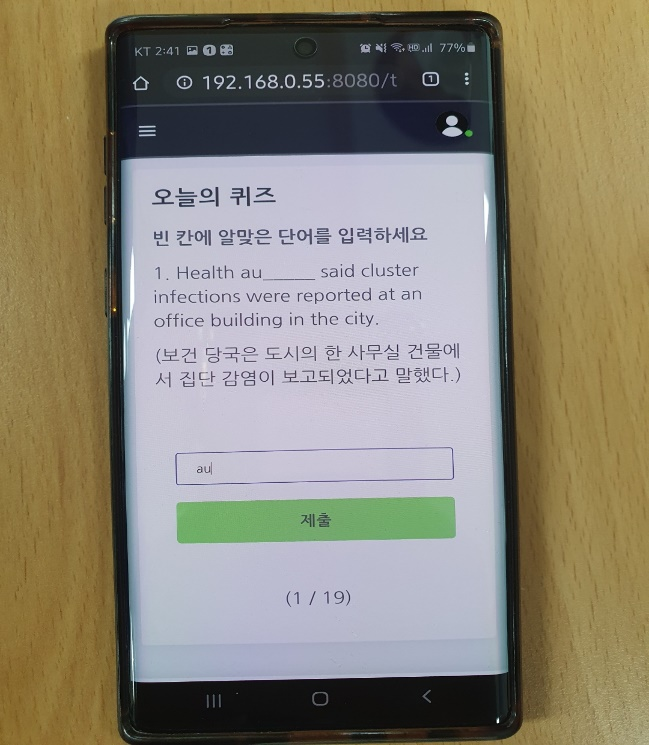 KT 2:41 77%
192.168.0.55:8080/t 1
오늘의 퀴즈
빈 칸에 알맞은 단어를 입력하세요
1. Health au_____ said cluster
infections were reported at an
office building in the city.
(보건 당국은 도시의 한 사무실 건물에
서 집단 감염이 보고되었다고 말했다.)
au
제출
(1 / 19)